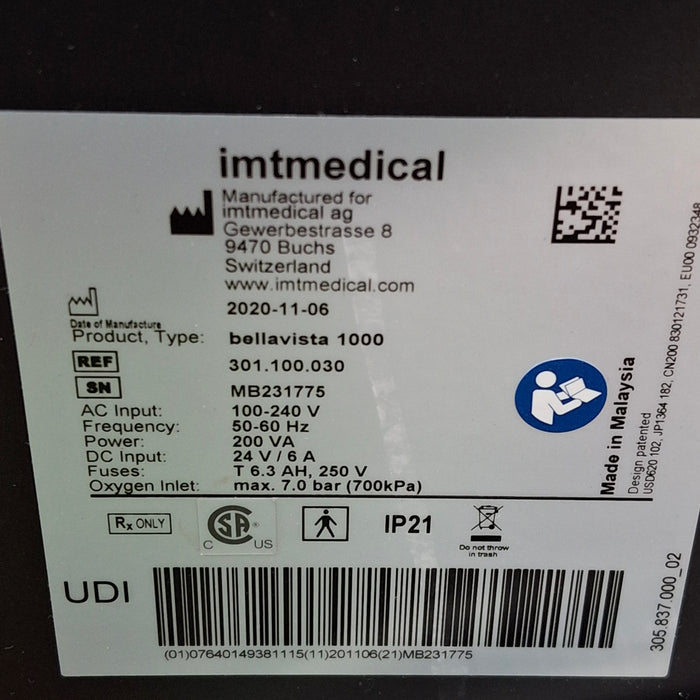 imtmedical
Manufactured for
imtmedical ag
Gewerbestrasse 8
9470 Buchs
Switzerland
www.imtmedical.com
2020-11-06
Date of Manufacture
Product, Type: bellavista 1000
REF 301.100.030
SN MB231775
AC Input: 100-240 V
Frequency: 50-60 Hz
Power: 200 VA
DC Input: 24 V / 6 A
Fuses: T 6.3 AH, 250 V
Oxygen Inlet: max. 7.0 bar (700kPa)
Made in Malaysia
Design patented
USD620 102, JP1364 182, CN200 830121731, EU00 0932348
Rx ONLY
CSA®
C US
IP21
Do not throw
in trash
UDI
(01)07640149381115(11)201106(21)MB231775
305.837.000_02